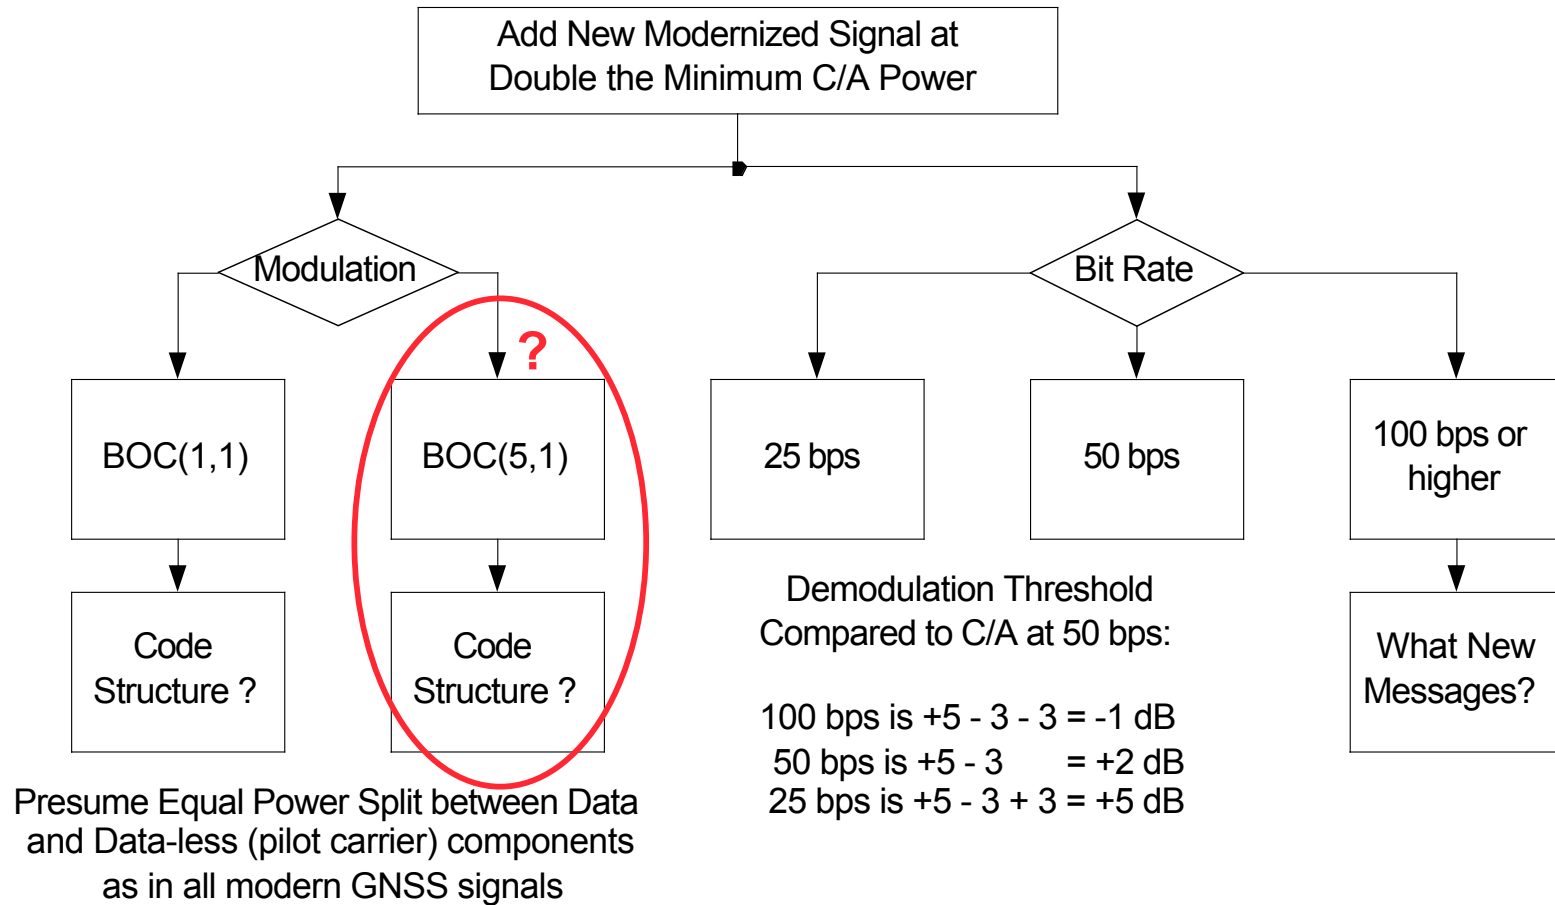 Add New Modernized Signal at
Double the Minimum C/A Power
Modulation
Bit Rate
?
BOC(1,1)
BOC(5,1)
25 bps
50 bps
100 bps or
higher
Code
Structure ?
Code
Structure ?
What New
Messages?
Demodulation Threshold
Compared to C/A at 50 bps:
100 bps is +5 - 3 - 3 = -1 dB
50 bps is +5 - 3 = +2 dB
25 bps is +5 - 3 + 3 = +5 dB
Presume Equal Power Split between Data
and Data-less (pilot carrier) components
as in all modern GNSS signals